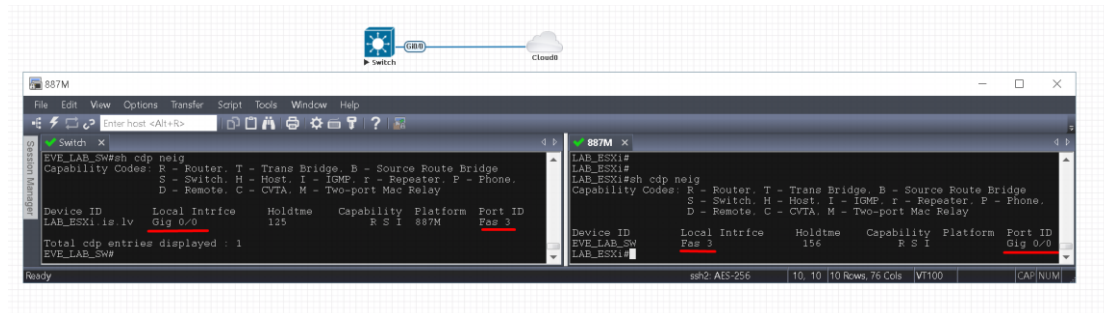 Gi0/0
Switch
Cloud0
887M
File Edit View Options Transfer Script Tools Window Help
Enter host <Alt+R>
Session Manager
Switch
EVE_LAB_SW#sh cdp neig
Capability Codes: R - Router. T - Trans Bridge. B - Source Route Bridge
S - Switch. H - Host. I - IGMP. r - Repeater. P - Phone.
D - Remote. C - CVTA. M - Two-port Mac Relay
Device ID Local Intrfce Holdtme Capability Platform Port ID
LAB_ESXi.is.lv Gig 0/0 125 R S I 887M Fas 3
Total cdp entries displayed : 1
EVE_LAB_SW#
887M
LAB_ESXi#
LAB_ESXi#
LAB_ESXi#sh cdp neig
Capability Codes: R - Router. T - Trans Bridge. B - Source Route Bridge
S - Switch. H - Host. I - IGMP. r - Repeater. P - Phone.
D - Remote. C - CVTA. M - Two-port Mac Relay
Device ID Local Intrfce Holdtme Capability Platform Port ID
EVE_LAB_SW Fas 3 156 R S I Gig 0/0
LAB_ESXi#
Ready
ssh2: AES-256 10, 10 10 Rows, 76 Cols VT100 CAP NUM